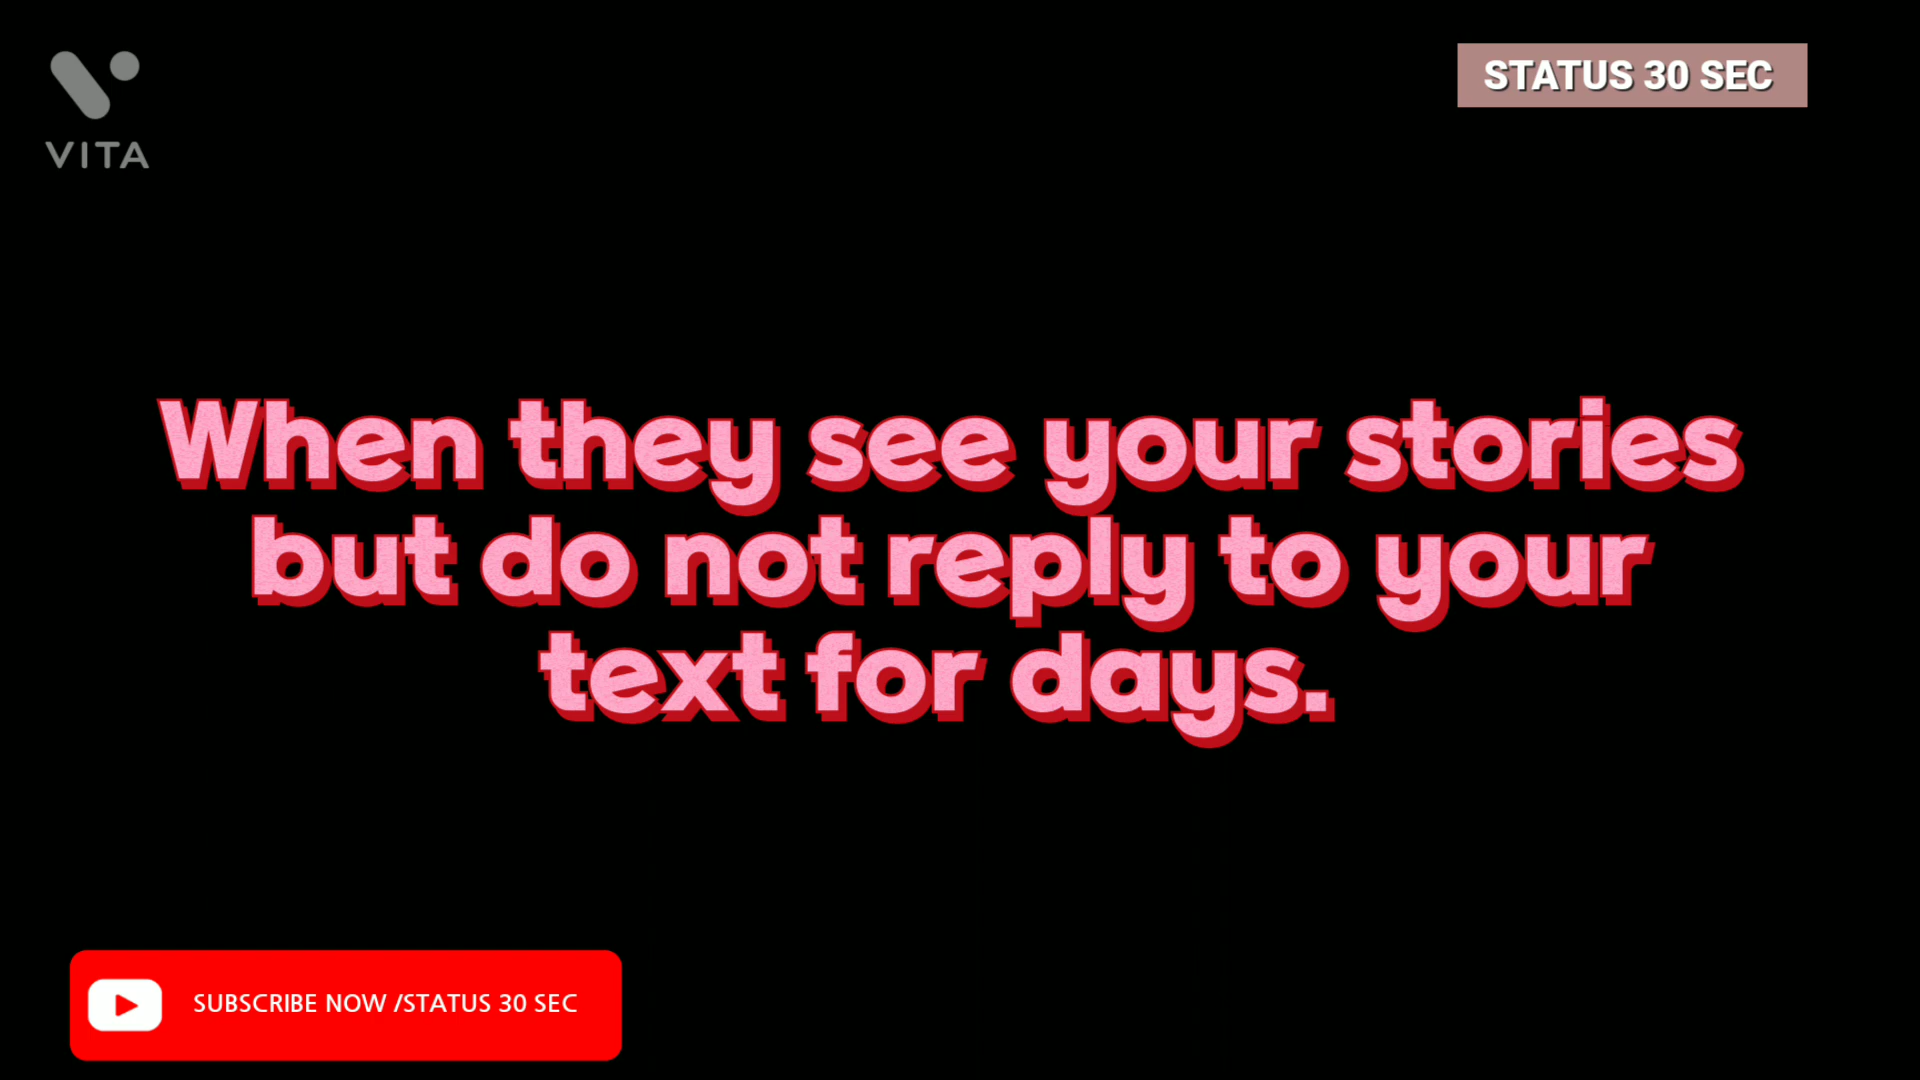 VITA
STATUS 30 SEC
When they see your stories
but do not reply to your
text for days.
SUBSCRIBE NOW /STATUS 30 SEC